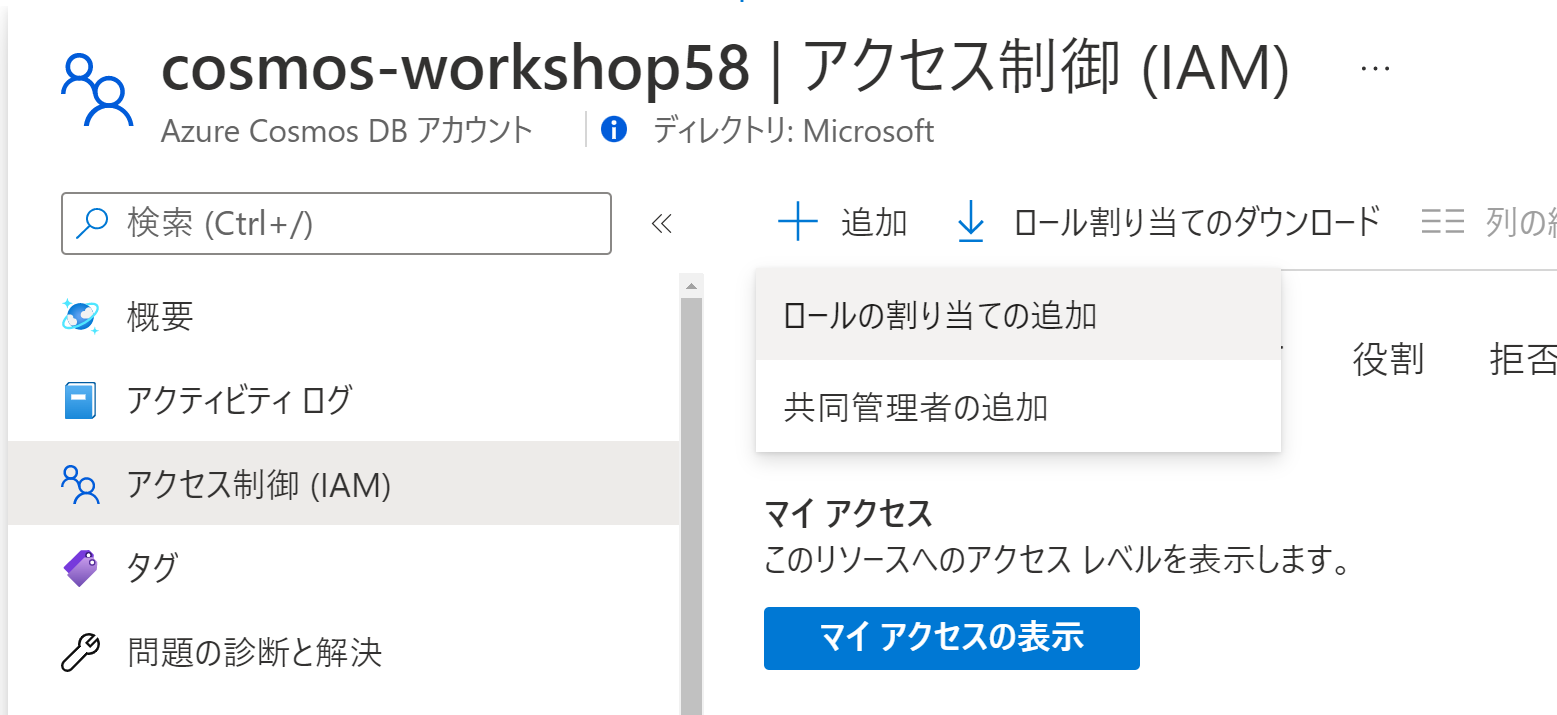 cosmos-workshop58 | アクセス制御 (IAM) ...
Azure Cosmos DB アカウント
ディレクトリ: Microsoft
検索 (Ctrl+/)
«
追加
ロール割り当てのダウンロード
列の
概要
アクティビティ ログ
アクセス制御 (IAM)
タグ
問題の診断と解決
ロールの割り当ての追加
共同管理者の追加
役割
拒否
マイ アクセス
このリソースへのアクセス レベルを表示します。
マイ アクセスの表示